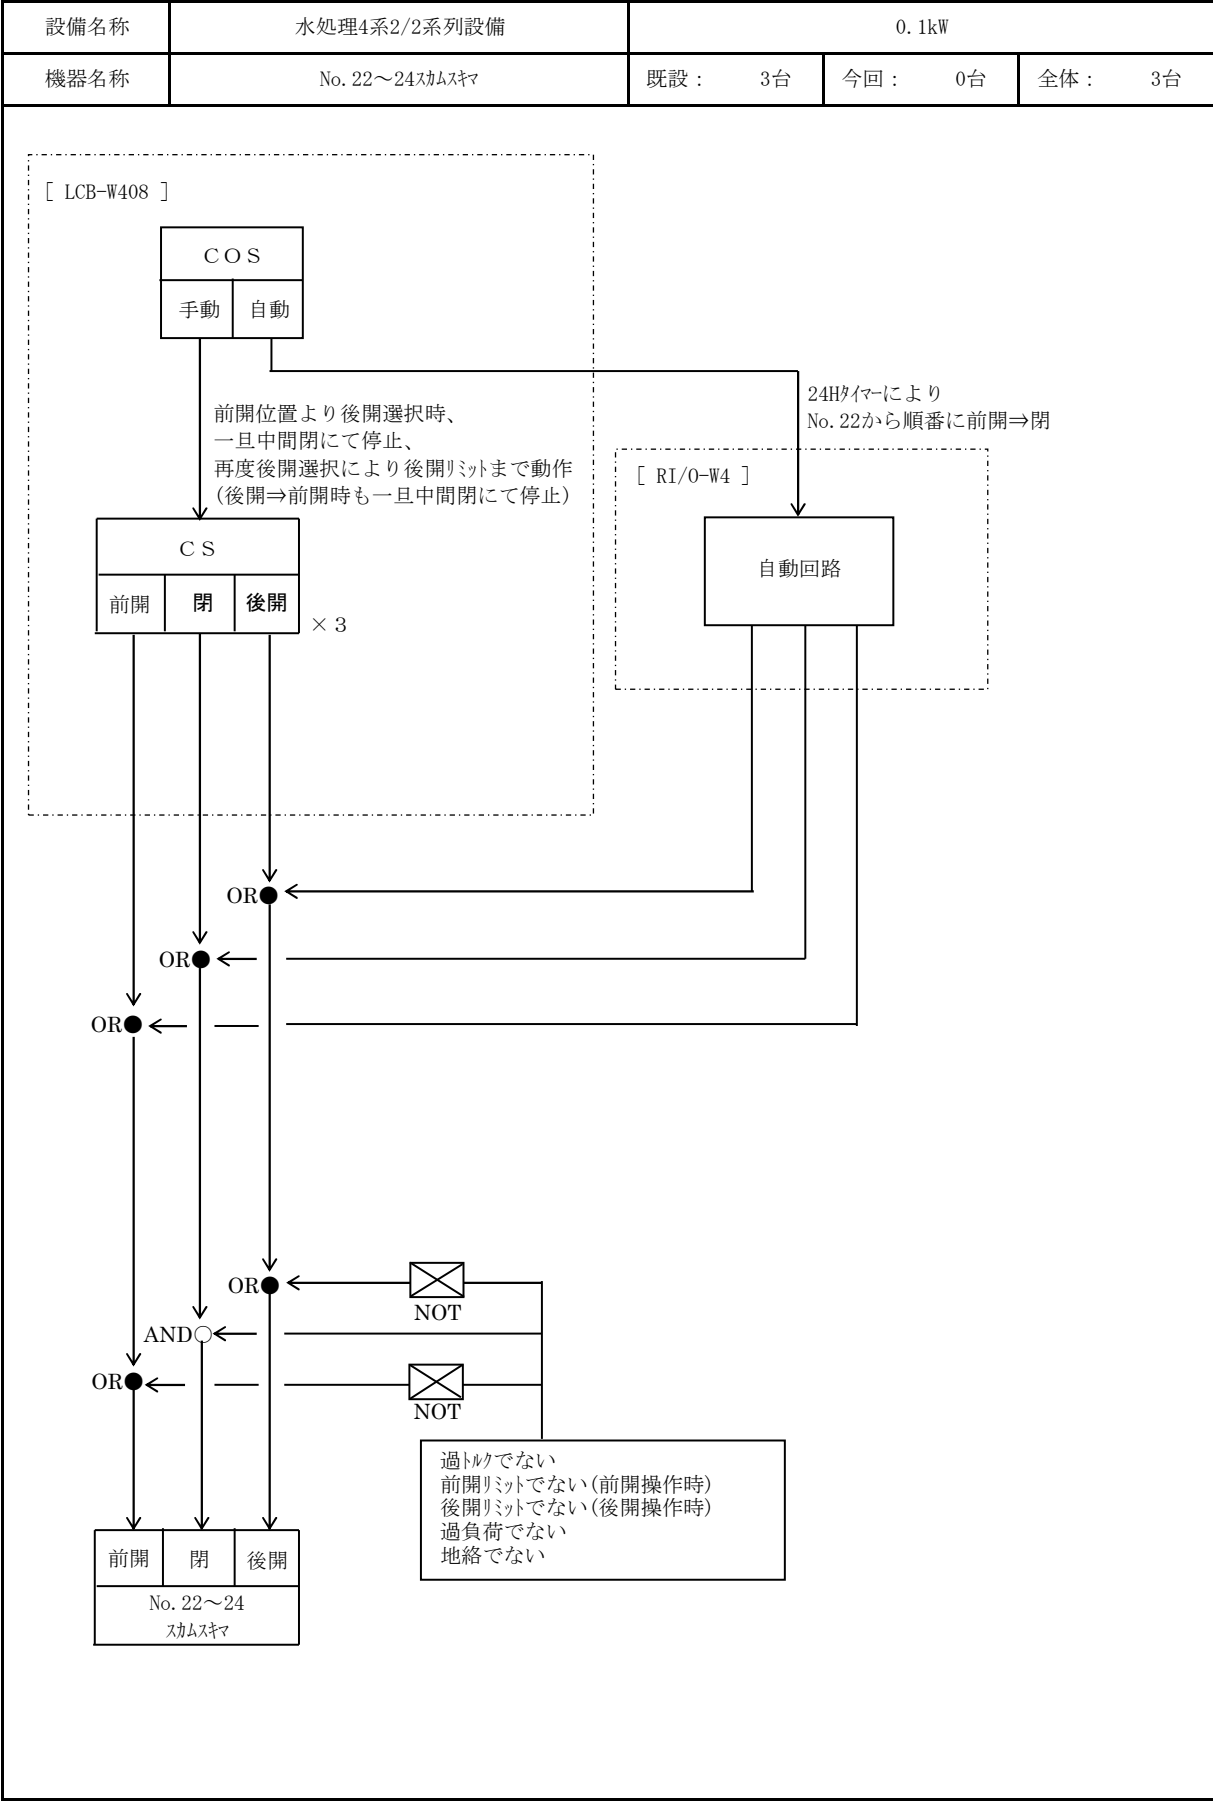 設備名称 水処理4系2/2系列設備 0.1kW
機器名称 No.22～24ｽｶﾑｽｷﾏ 既設： 3台 今回： 0台 全体： 3台
[ LCB-W408 ]
ＣＯＳ
手動 自動
24Hﾀｲﾏｰにより
No.22から順番に前開⇒閉
前開位置より後開選択時、
一旦中間閉にて停止、
再度後開選択により後開ﾘﾐｯﾄまで動作
(後開⇒前開時も一旦中間閉にて停止)
[ RI/O-W4 ]
自動回路
ＣＳ
前開 閉 後開
×３
OR
OR
OR
OR
NOT
AND
OR
NOT
過ﾄﾙｸでない
前開ﾘﾐｯﾄでない(前開操作時)
後開ﾘﾐｯﾄでない(後開操作時)
過負荷でない
地絡でない
前開 閉 後開
No.22～24
ｽｶﾑｽｷﾏ